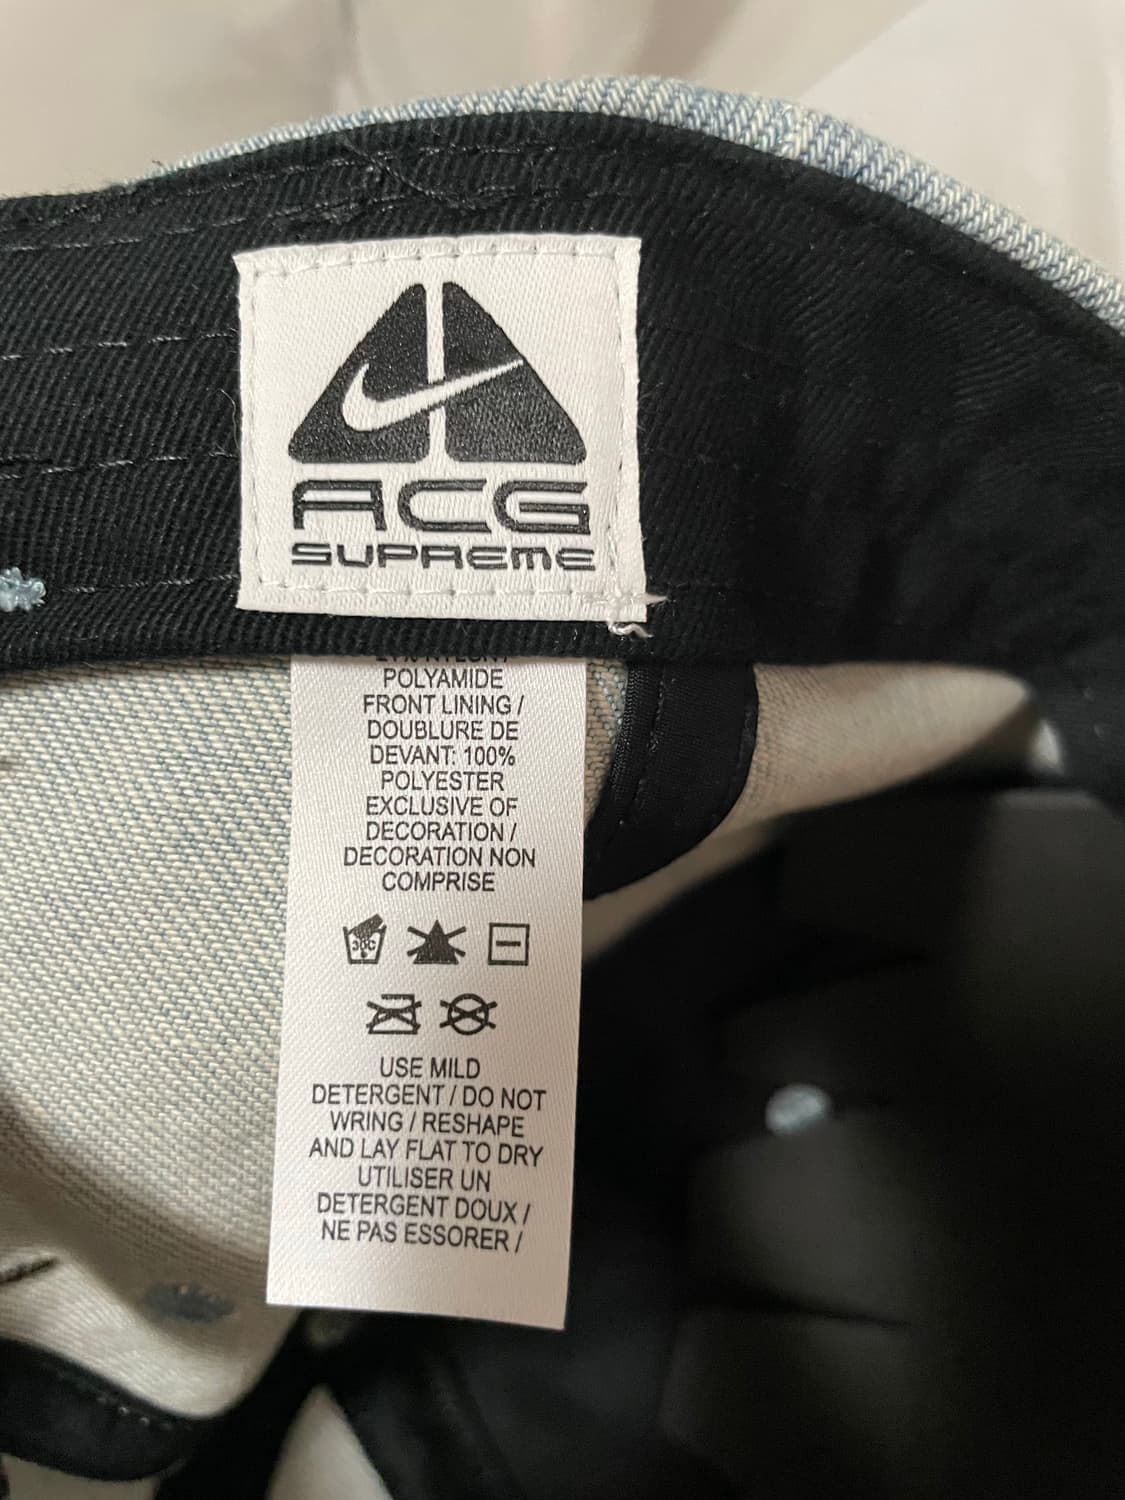 ACG
SUPREME
POLYAMIDE
FRONT LINING /
DOUBLURE DE
DEVANT: 100%
POLYESTER
EXCLUSIVE OF
DECORATION /
DECORATION NON
COMPRISE
30C
USE MILD
DETERGENT / DO NOT
WRING / RESHAPE
AND LAY FLAT TO DRY
UTILISER UN
DETERGENT DOUX /
NE PAS ESSORER /